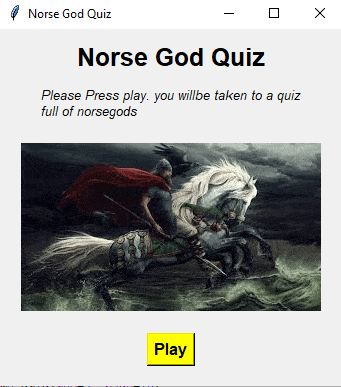 Norse God Quiz
Norse God Quiz
Please Press play. you willbe taken to a quiz
full of norsegods
Play